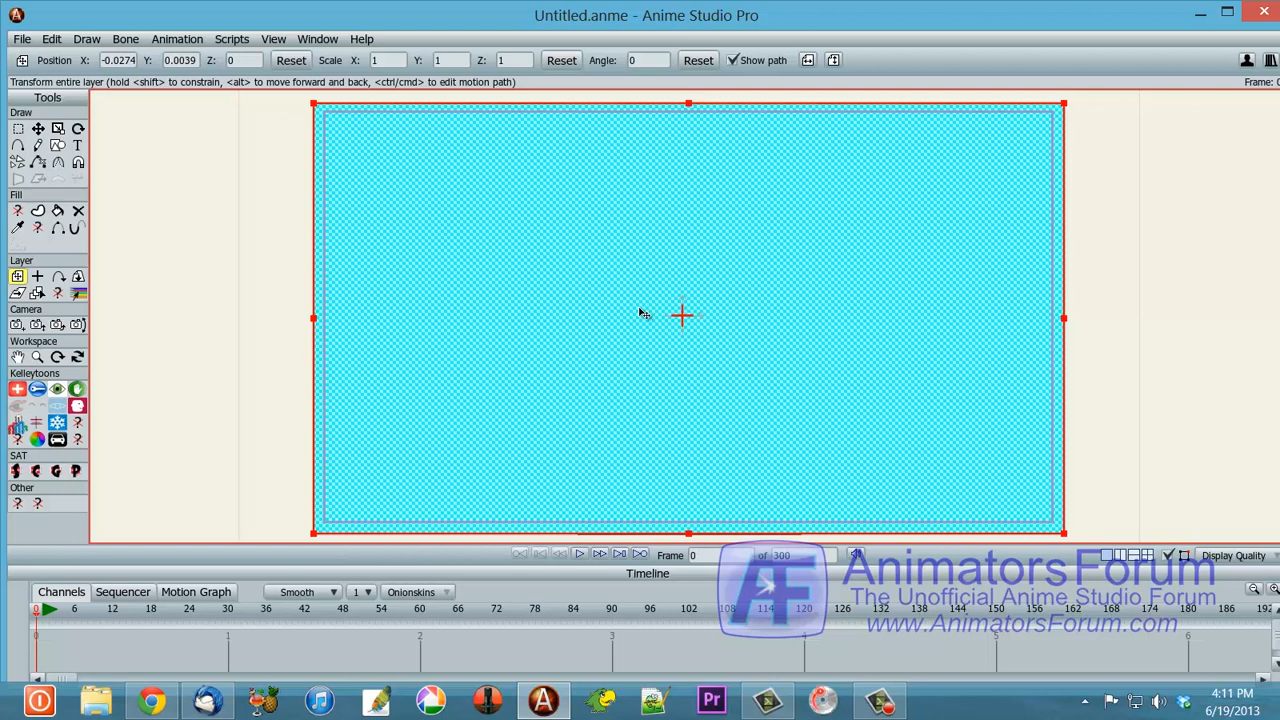 Untitled.anme - Anime Studio Pro
File Edit Draw Bone Animation Scripts View Window Help
Position X: -0.0274 Y: 0.0039 Z: 0 Reset Scale X: 1 Y: 1 Z: 1 Reset Angle: 0 Reset Show path
Transform entire layer (hold <shift> to constrain, <alt> to move forward and back, <ctrl/cmd> to edit motion path)
Frame: 0
Tools
Draw
Fill
Layer
Camera
Workspace
Kelleytoons
SAT
Other
Frame 0 of 300 Display Quality
Timeline
Channels Sequencer Motion Graph Smooth 1 Onionskins
0 6 12 18 24 30 36 42 48 54 60 66 72 78 84 90 96 102 108 114 120 126 132 138 144 150 156 162 168 174 180 186 192
0 1 2 3 4 5 6
AF
AnimatorsForum
The Unofficial Anime Studio Forum
www.AnimatorsForum.com
Pr
4:11 PM
6/19/2013